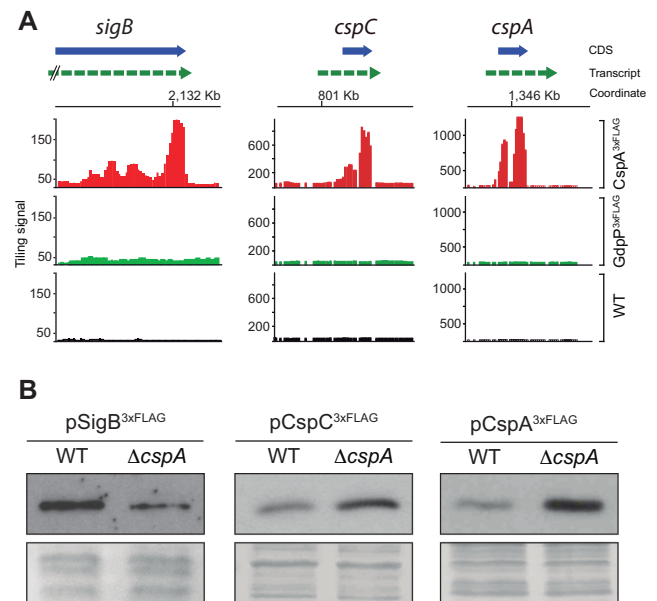 A
sigB cspC cspA
CDS
Transcript
2,132 Kb 801 Kb 1,346 Kb Coordinate
Tiling signal
150
50
600
200
1000
500
CspA3xFLAG
150
50
600
200
1000
500
GdpP3xFLAG
150
50
600
200
1000
500
WT
B
pSigB3xFLAG pCspC3xFLAG pCspA3xFLAG
WT ΔcspA WT ΔcspA WT ΔcspA